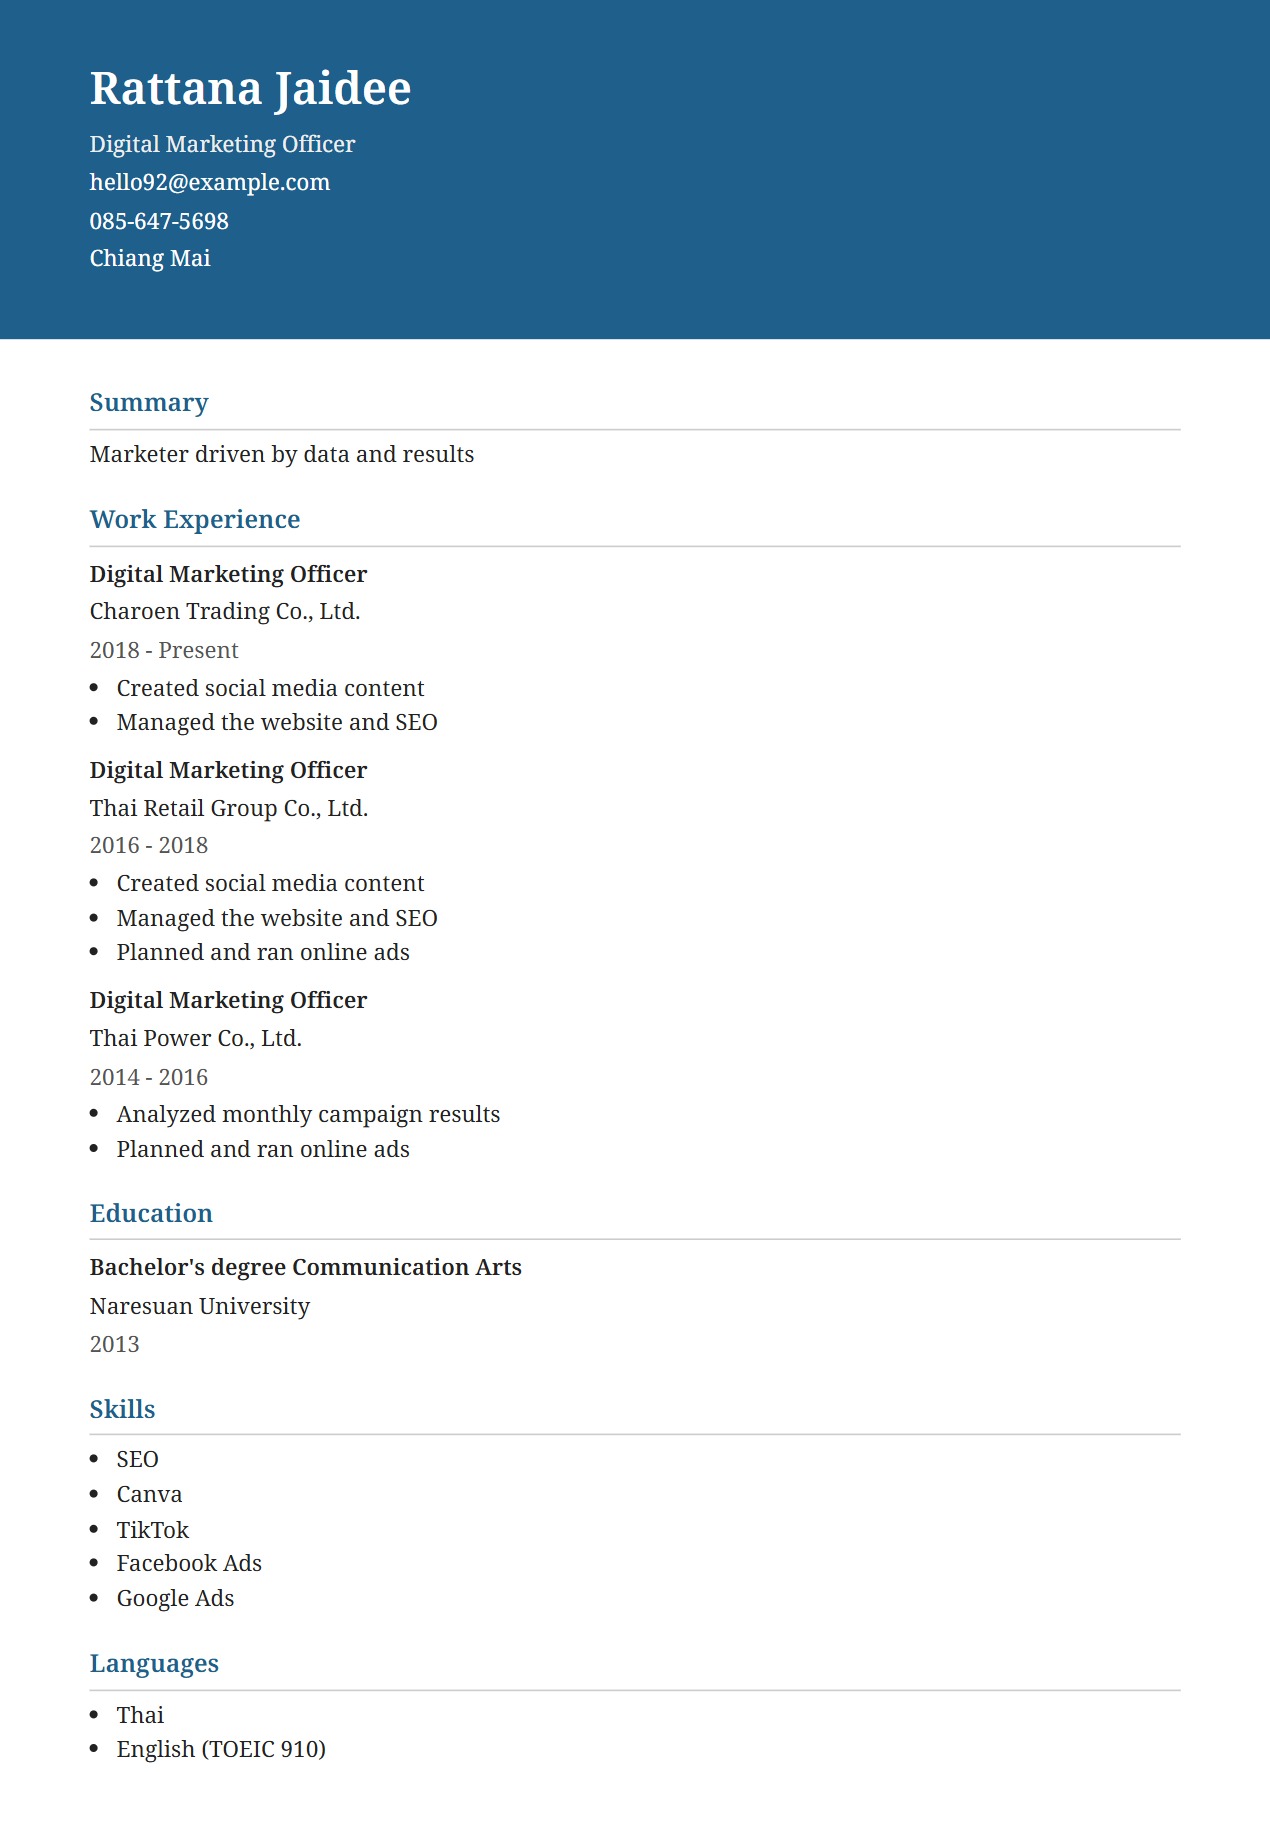 Rattana Jaidee
Digital Marketing Officer
hello92@example.com
085-647-5698
Chiang Mai
Summary
Marketer driven by data and results
Work Experience
Digital Marketing Officer
Charoen Trading Co., Ltd.
2018 - Present
• Created social media content
• Managed the website and SEO
Digital Marketing Officer
Thai Retail Group Co., Ltd.
2016 - 2018
• Created social media content
• Managed the website and SEO
• Planned and ran online ads
Digital Marketing Officer
Thai Power Co., Ltd.
2014 - 2016
• Analyzed monthly campaign results
• Planned and ran online ads
Education
Bachelor's degree Communication Arts
Naresuan University
2013
Skills
• SEO
• Canva
• TikTok
• Facebook Ads
• Google Ads
Languages
• Thai
• English (TOEIC 910)